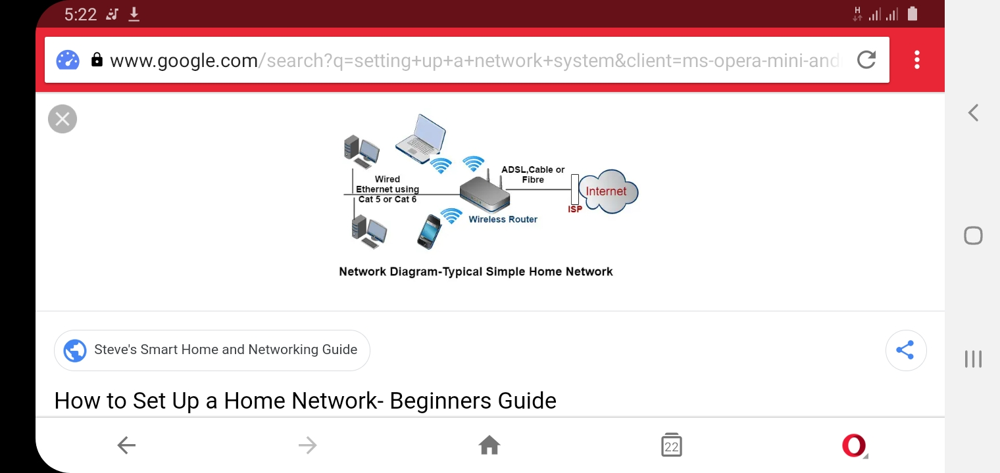 5:22
H
www.google.com/search?q=setting+up+a+network+system&client=ms-opera-mini-and
ADSL,Cable or
Fibre
Wired
Ethernet using
Cat 5 or Cat 6
Internet
ISP
Wireless Router
Network Diagram-Typical Simple Home Network
Steve's Smart Home and Networking Guide
How to Set Up a Home Network- Beginners Guide
22